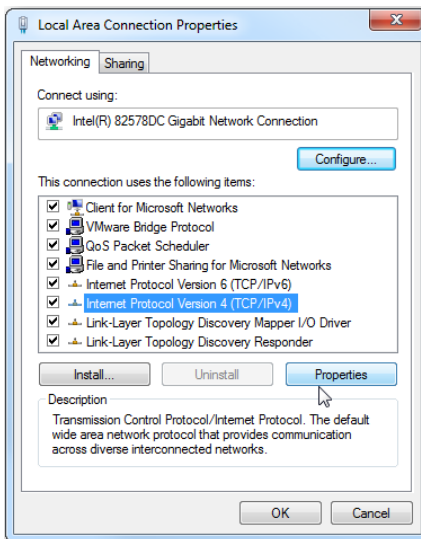 Local Area Connection Properties
Networking
Sharing
Connect using:
Intel(R) 82578DC Gigabit Network Connection
Configure...
This connection uses the following items:
Client for Microsoft Networks
VMware Bridge Protocol
QoS Packet Scheduler
File and Printer Sharing for Microsoft Networks
Internet Protocol Version 6 (TCP/IPv6)
Internet Protocol Version 4 (TCP/IPv4)
Link-Layer Topology Discovery Mapper I/O Driver
Link-Layer Topology Discovery Responder
Install...
Uninstall
Properties
Description
Transmission Control Protocol/Internet Protocol. The default
wide area network protocol that provides communication
across diverse interconnected networks.
OK
Cancel